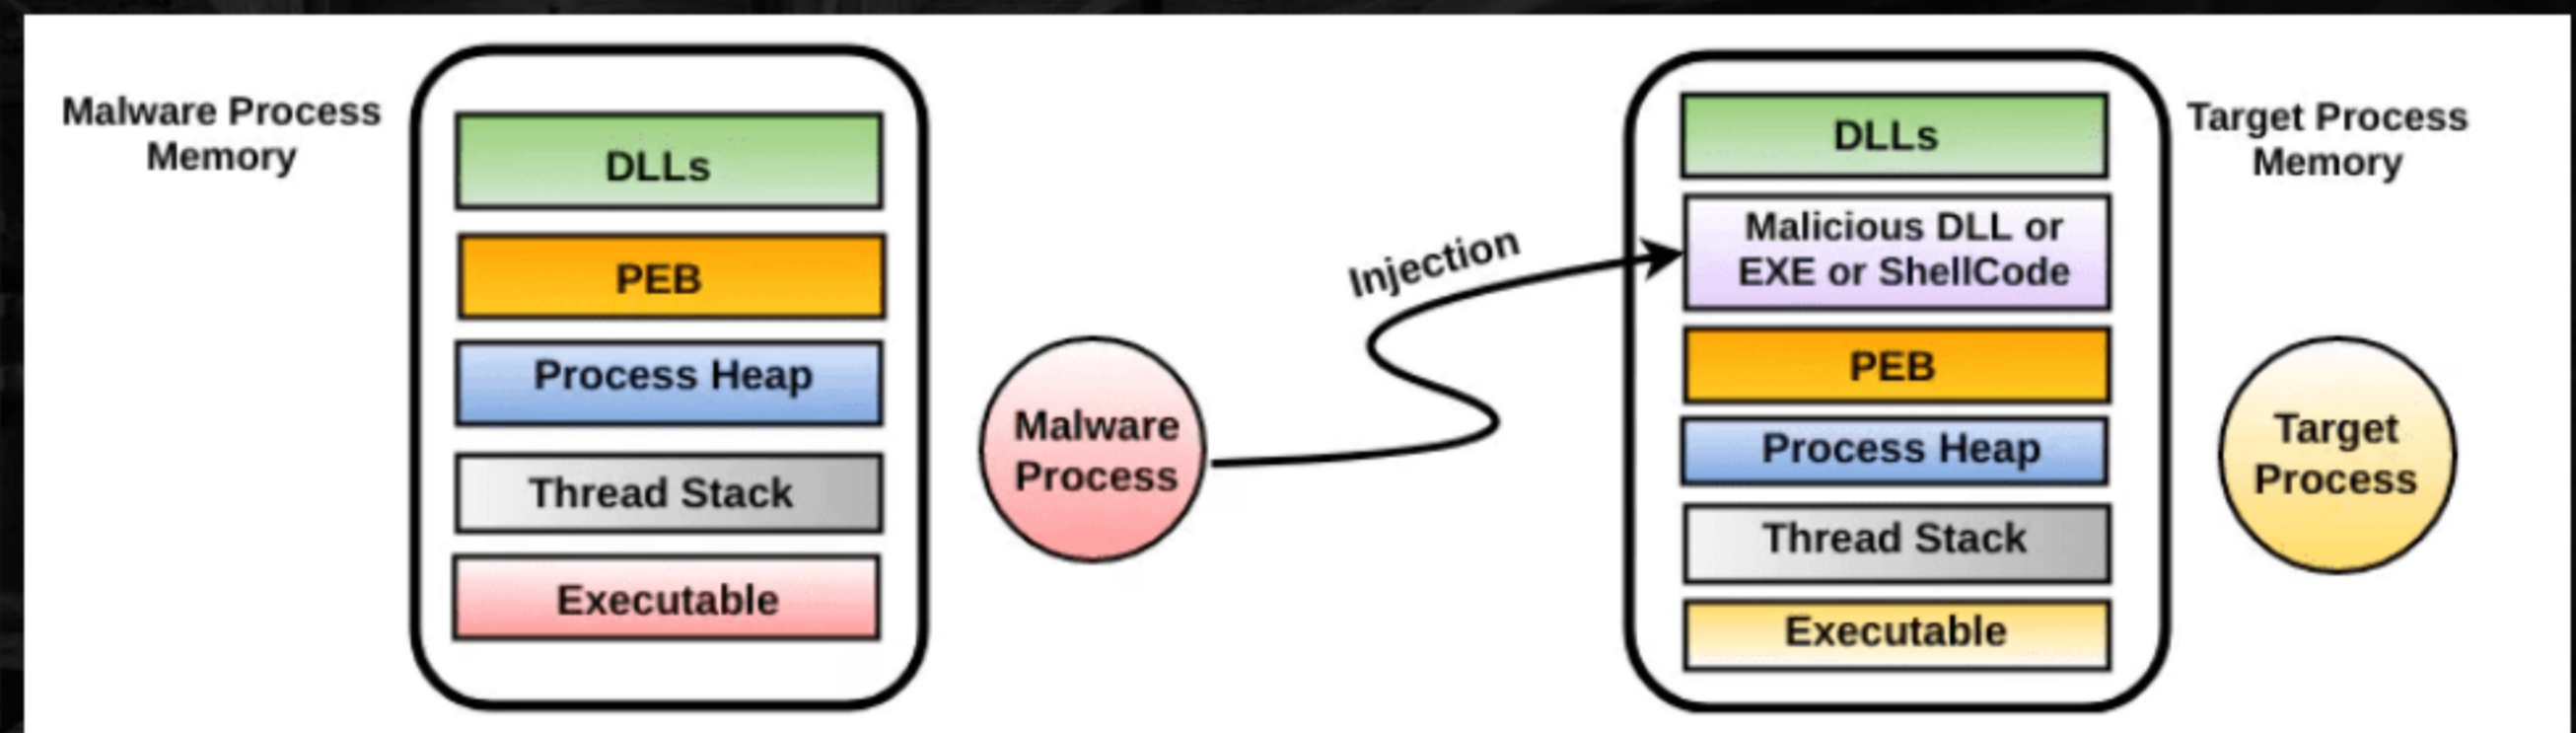 Malware Process
Memory
DLLs
PEB
Process Heap
Thread Stack
Executable
Malware
Process
Injection
DLLs
Malicious DLL or
EXE or ShellCode
PEB
Process Heap
Thread Stack
Executable
Target Process
Memory
Target
Process